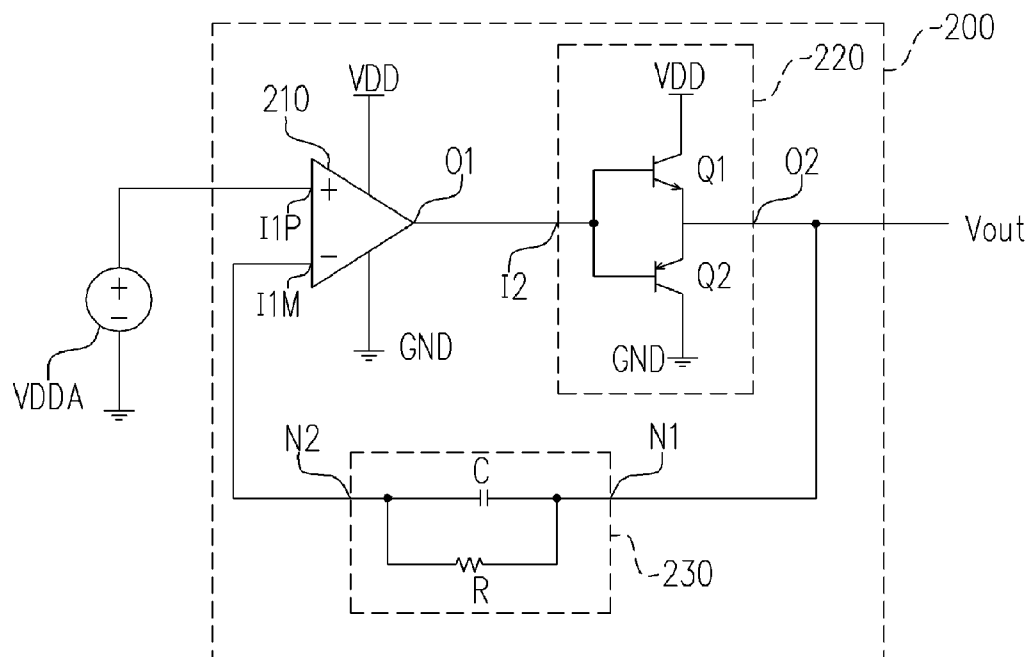 200
220
VDD
VDD
210
O1
Q1
O2
+
I1P
Vout
−
I1M
I2
Q2
+
−
GND
GND
VDDA
N2
N1
C
R
230